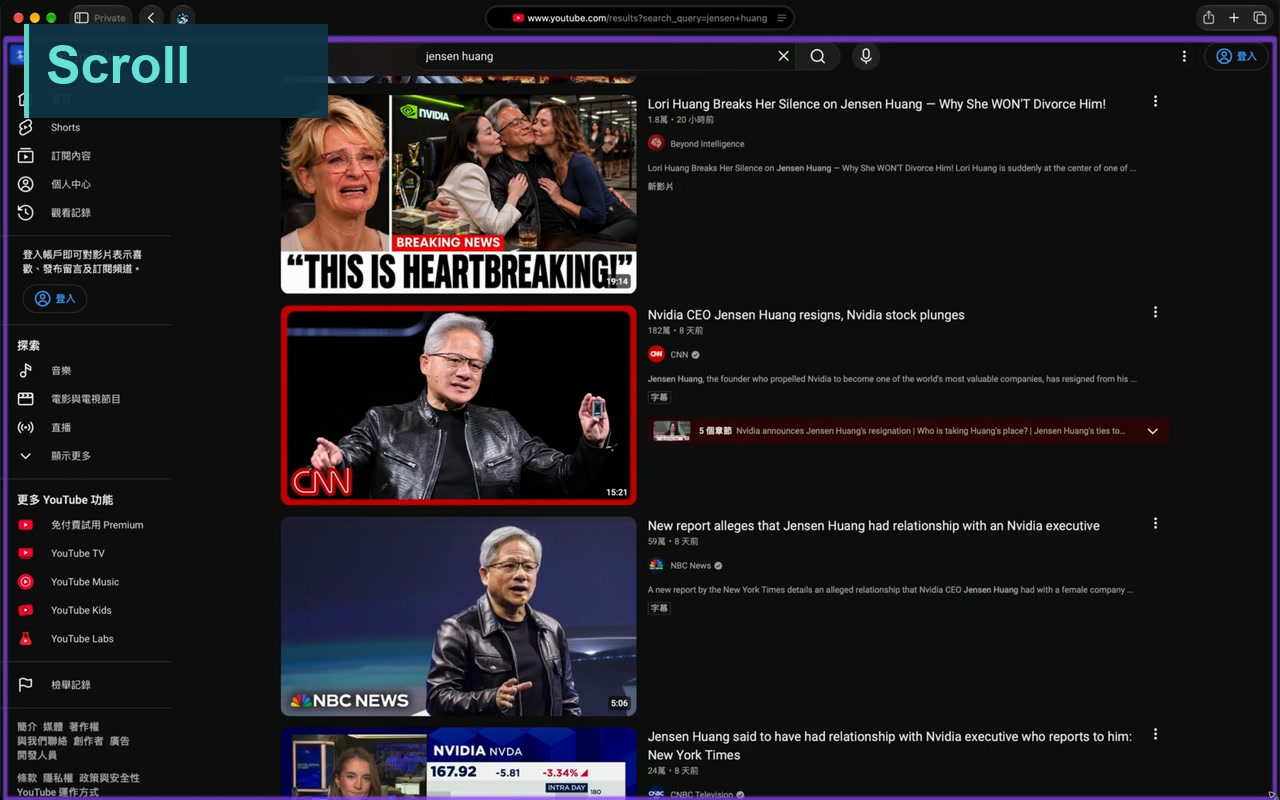 Private
www.youtube.com/results?search_query=jensen+huang
Scroll
jensen huang
登入
Shorts
訂閱內容
個人中心
觀看記錄
登入帳戶即可對影片表示喜
歡、發布留言及訂閱頻道。
登入
探索
音樂
電影與電視節目
直播
顯示更多
更多 YouTube 功能
免付費試用 Premium
YouTube TV
YouTube Music
YouTube Kids
YouTube Labs
檢舉記錄
簡介 媒體 著作權
與我們聯絡 創作者 廣告
開發人員
條款 隱私權 政策與安全性
YouTube 運作方式
NVIDIA
BREAKING NEWS
“THIS IS HEARTBREAKING!”
19:14
Lori Huang Breaks Her Silence on Jensen Huang — Why She WON'T Divorce Him!
1.8萬・20 小時前
Beyond Intelligence
Lori Huang Breaks Her Silence on Jensen Huang — Why She WON'T Divorce Him! Lori Huang is suddenly at the center of one of ...
新影片
CNN
15:21
Nvidia CEO Jensen Huang resigns, Nvidia stock plunges
182萬・8 天前
CNN
CNN
Jensen Huang, the founder who propelled Nvidia to become one of the world's most valuable companies, has resigned from his ...
字幕
5 個章節 Nvidia announces Jensen Huang's resignation | Who is taking Huang's place? | Jensen Huang's ties to...
NBC NEWS
5:06
New report alleges that Jensen Huang had relationship with an Nvidia executive
59萬・8 天前
NBC News
A new report by the New York Times details an alleged relationship that Nvidia CEO Jensen Huang had with a female company ...
字幕
NVIDIA NVDA
167.92 -5.81 -3.34%
INTRA DAY
180
Jensen Huang said to have had relationship with Nvidia executive who reports to him:
New York Times
24萬・8 天前
CNBC CNBC Television